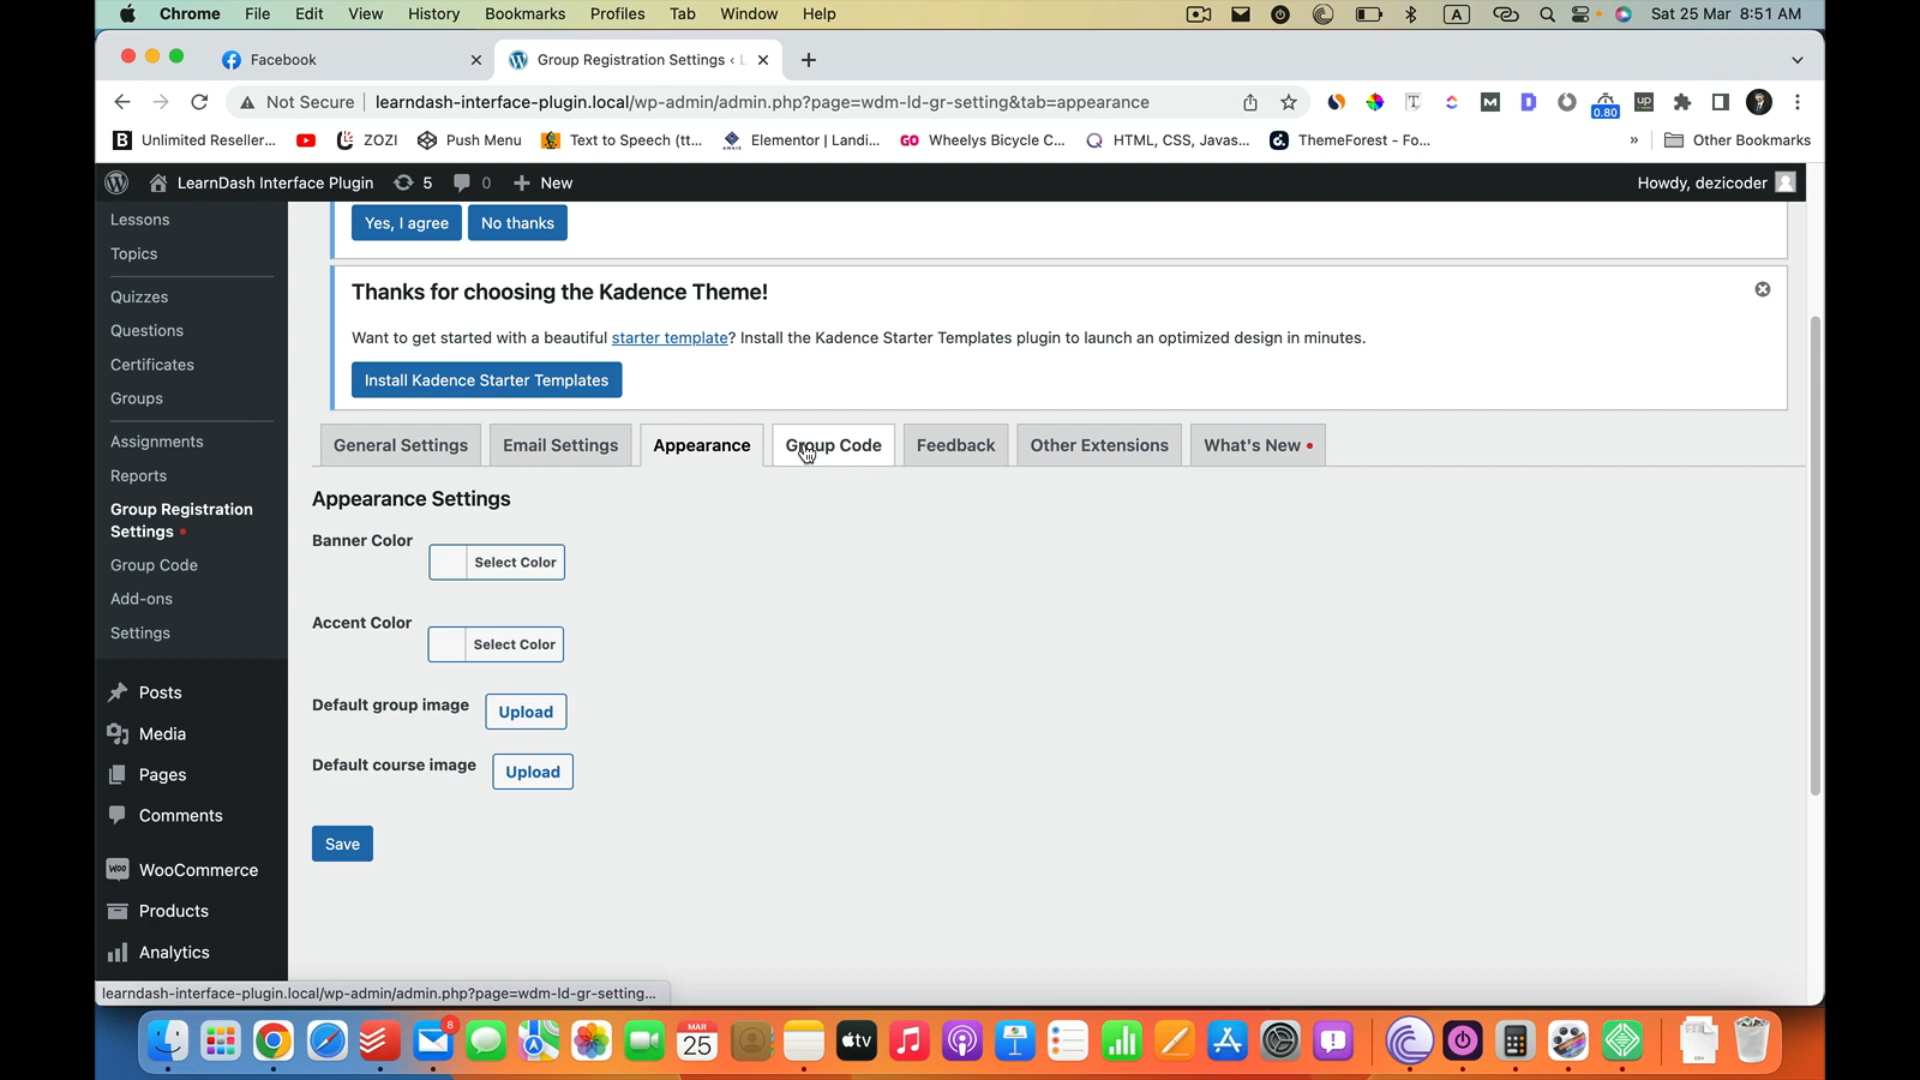 Chrome File Edit View History Bookmarks Profiles Tab Window Help A Sat 25 Mar 8:51 AM
Facebook Group Registration Settings ‹ L
Not Secure learndash-interface-plugin.local/wp-admin/admin.php?page=wdm-ld-gr-setting&tab=appearance T M D 0.80 up
B Unlimited Reseller... ZOZI Push Menu Text to Speech (tt... Elementor | Landi... GO Wheelys Bicycle C... Q HTML, CSS, Javas... ThemeForest - Fo... » Other Bookmarks
LearnDash Interface Plugin 5 0 New Howdy, dezicoder
Lessons
Topics
Quizzes
Questions
Certificates
Groups
Assignments
Reports
Group Registration
Settings
Group Code
Add-ons
Settings
Posts
Media
Pages
Comments
WooCommerce
Products
Analytics
Yes, I agree No thanks
Thanks for choosing the Kadence Theme!
Want to get started with a beautiful starter template? Install the Kadence Starter Templates plugin to launch an optimized design in minutes.
Install Kadence Starter Templates
General Settings Email Settings Appearance Group Code Feedback Other Extensions What's New
Appearance Settings
Banner Color Select Color
Accent Color Select Color
Default group image Upload
Default course image Upload
Save
learndash-interface-plugin.local/wp-admin/admin.php?page=wdm-ld-gr-setting...
8 MAR 25 tv